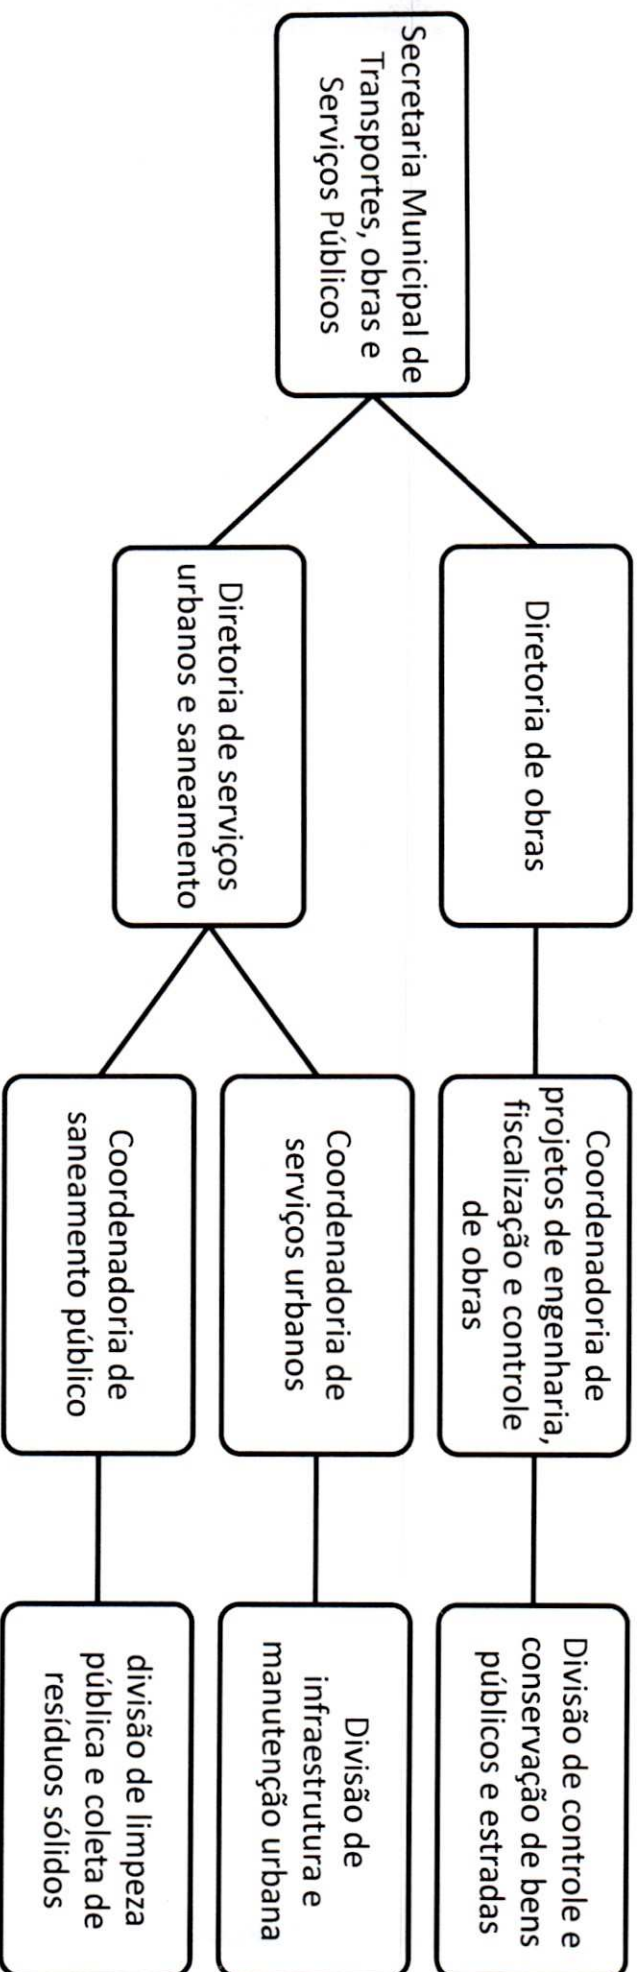 Secretaria Municipal de
Transportes, obras e
Serviços Públicos
Diretoria de obras
Coordenadoria de
projetos de engenharia,
fiscalização e controle
de obras
Divisão de controle e
conservação de bens
públicos e estradas
Diretoria de serviços
urbanos e saneamento
Coordenadoria de
serviços urbanos
Divisão de
infraestrutura e
manutenção urbana
Coordenadoria de
saneamento público
divisão de limpeza
pública e coleta de
resíduos sólidos